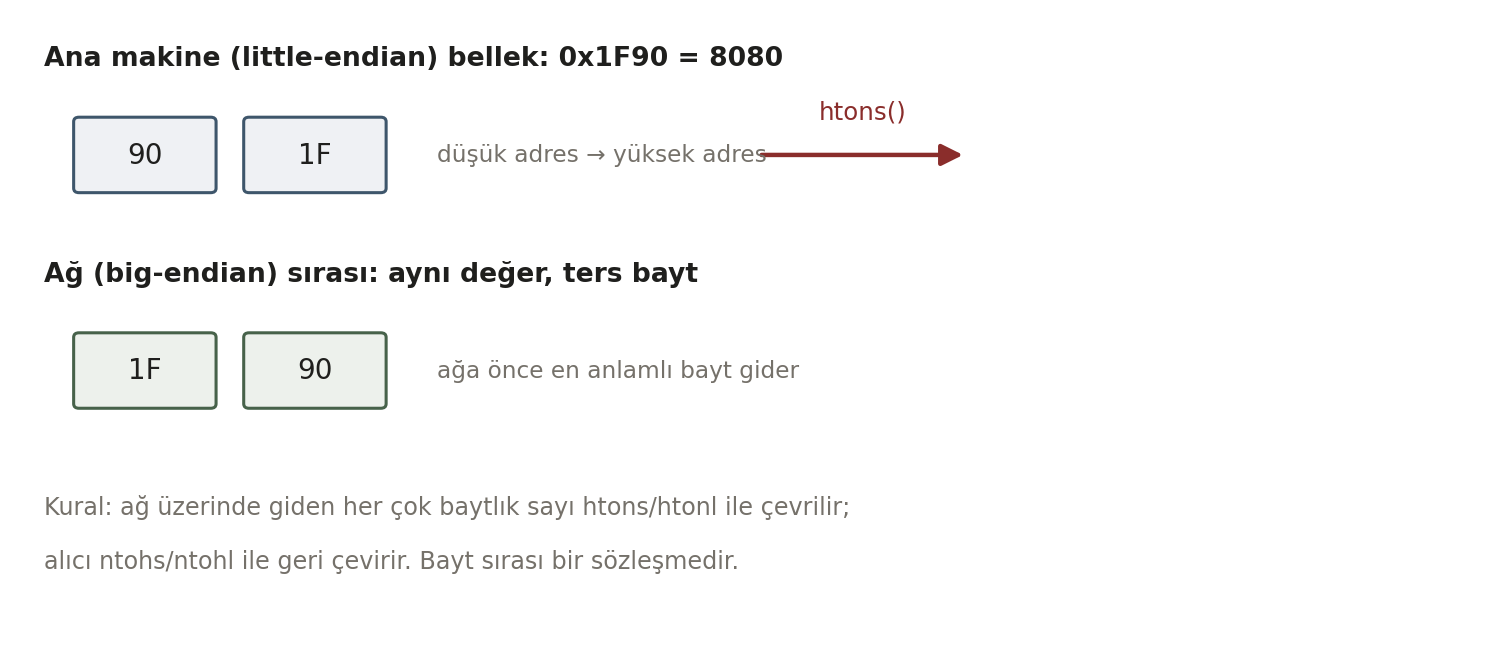 Ana makine (little-endian) bellek: 0x1F90 = 8080
htons()
90 1F düşük adres → yüksek adres
Ağ (big-endian) sırası: aynı değer, ters bayt
1F 90 ağa önce en anlamlı bayt gider
Kural: ağ üzerinde giden her çok baytlık sayı htons/htonl ile çevrilir;
alıcı ntohs/ntohl ile geri çevirir. Bayt sırası bir sözleşmedir.